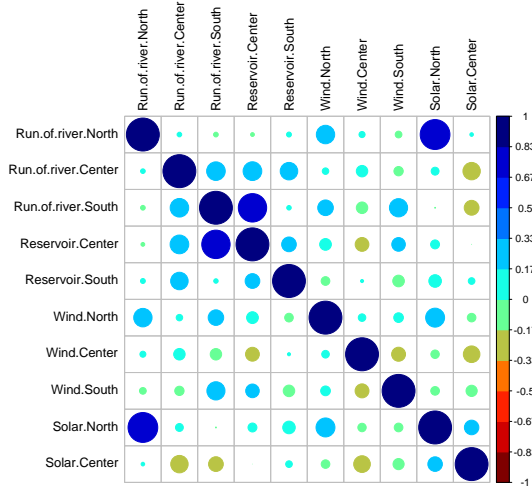 Run.of.river.North
Run.of.river.Center
Run.of.river.South
Reservoir.Center
Reservoir.South
Wind.North
Wind.Center
Wind.South
Solar.North
Solar.Center
Run.of.river.North
Run.of.river.Center
Run.of.river.South
Reservoir.Center
Reservoir.South
Wind.North
Wind.Center
Wind.South
Solar.North
Solar.Center
1
0.83
0.67
0.5
0.33
0.17
0
-0.17
-0.33
-0.5
-0.67
-0.83
-1